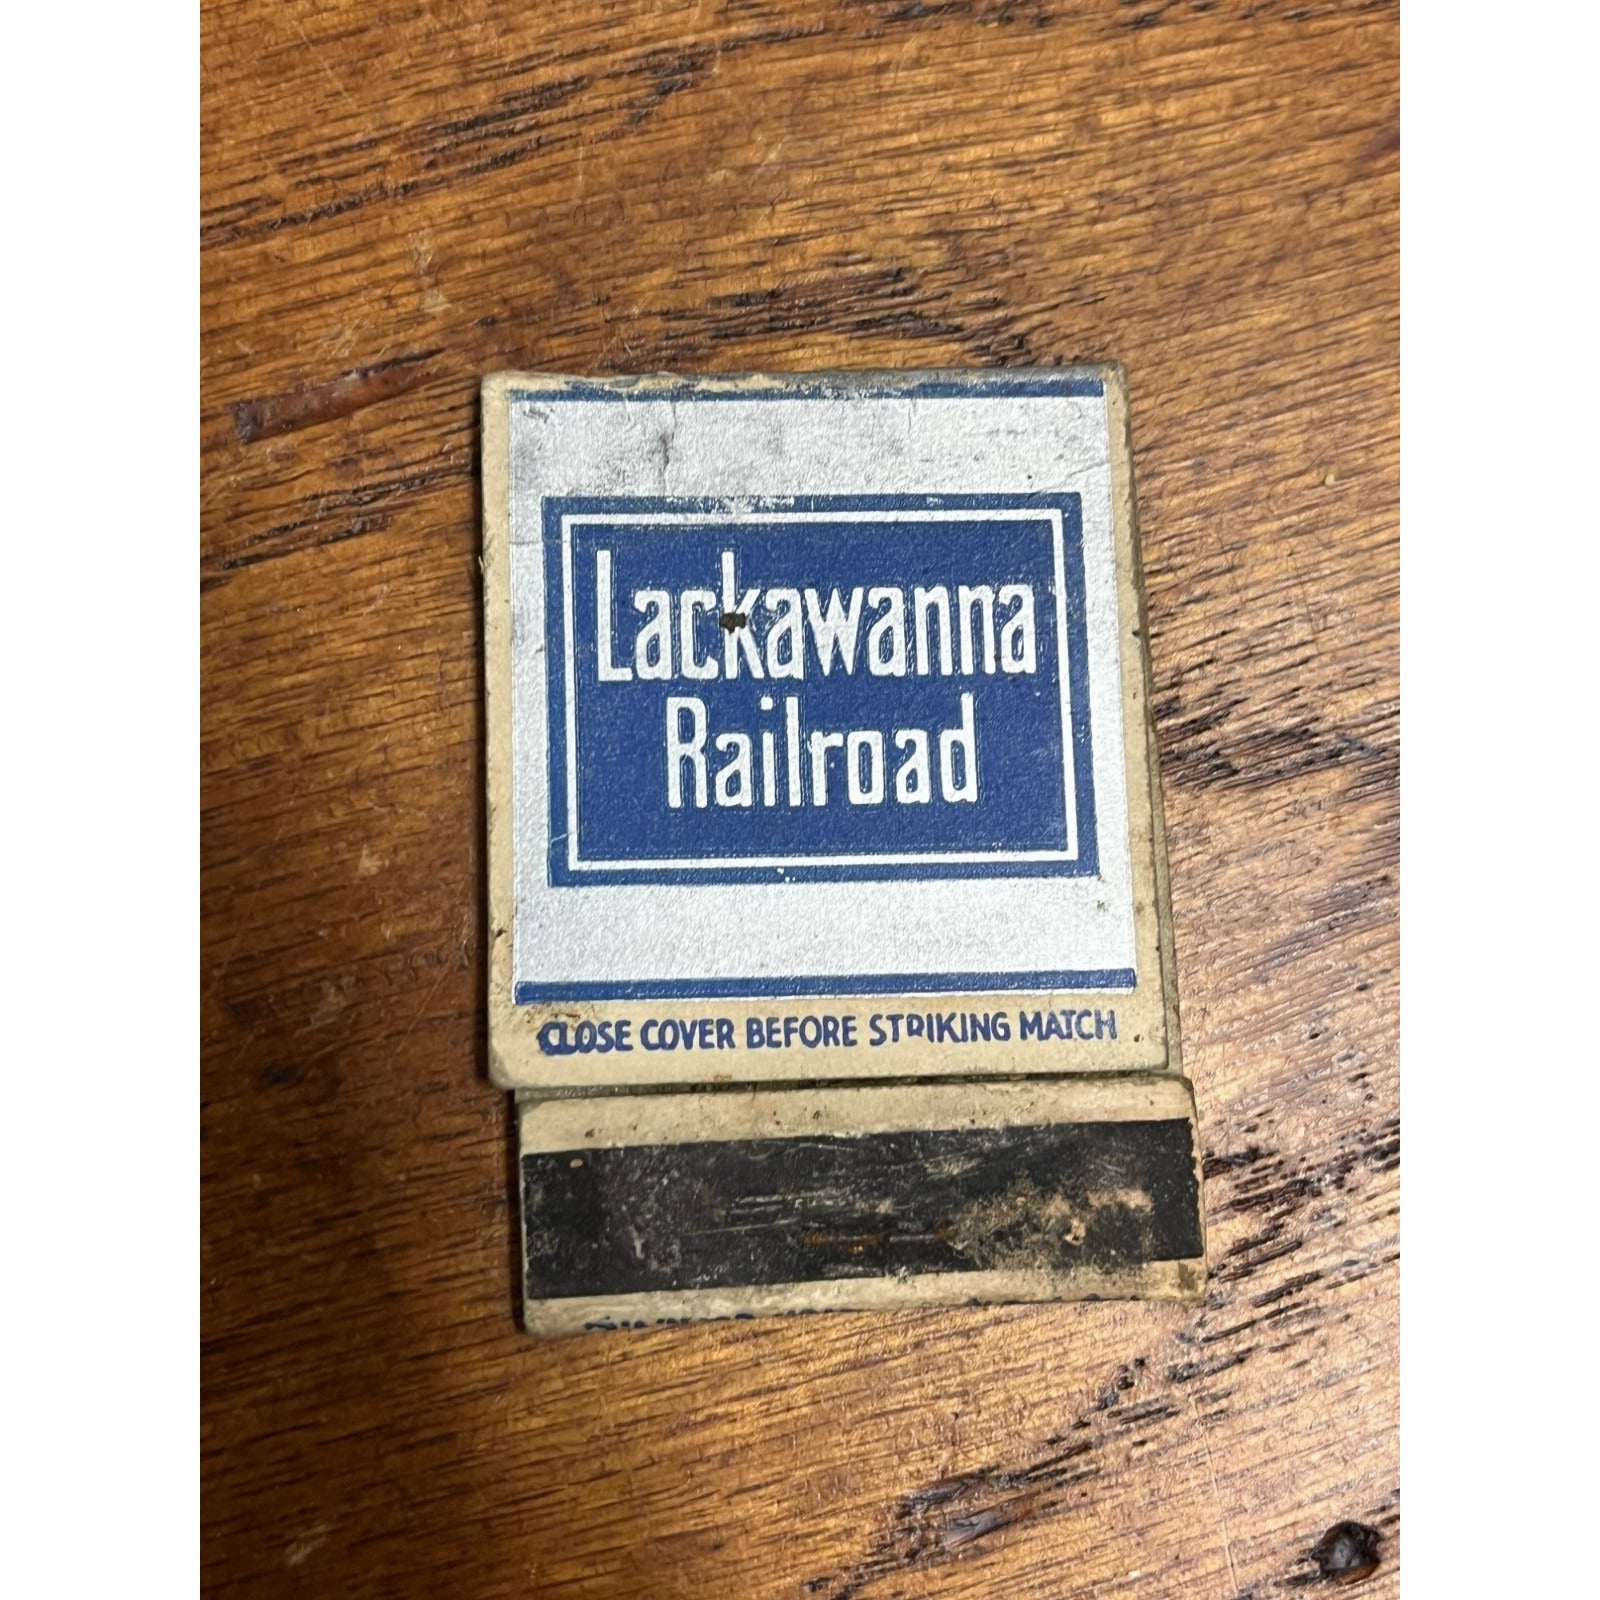 Lackawanna
Railroad
CLOSE COVER BEFORE STRIKING MATCH